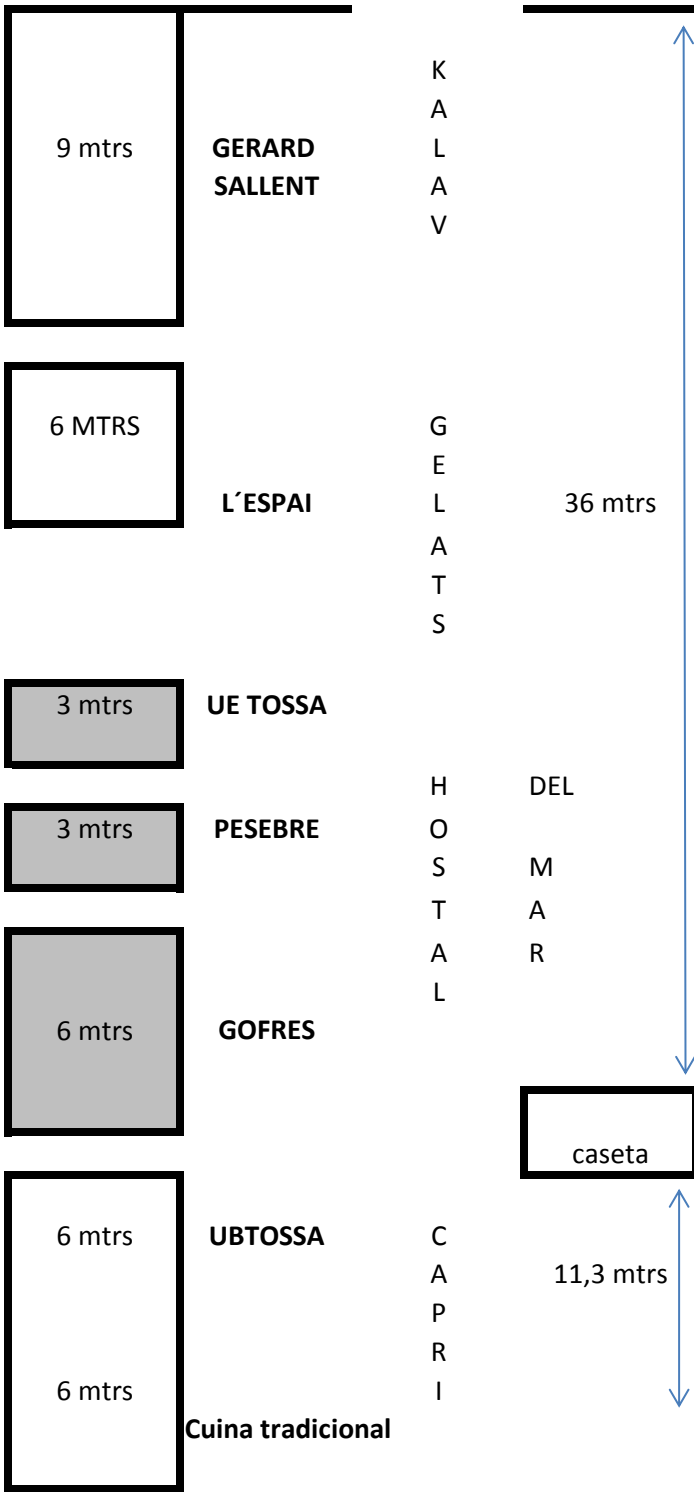 9 mtrs
GERARD
SALLENT
K
A
L
A
V
6 MTRS
L´ESPAI
G
E
L
A
T
S
36 mtrs
3 mtrs
UE TOSSA
3 mtrs
PESEBRE
H
O
S
T
A
L
DEL
M
A
R
6 mtrs
GOFRES
caseta
6 mtrs
UBTOSSA
C
A
P
R
I
11,3 mtrs
6 mtrs
Cuina tradicional